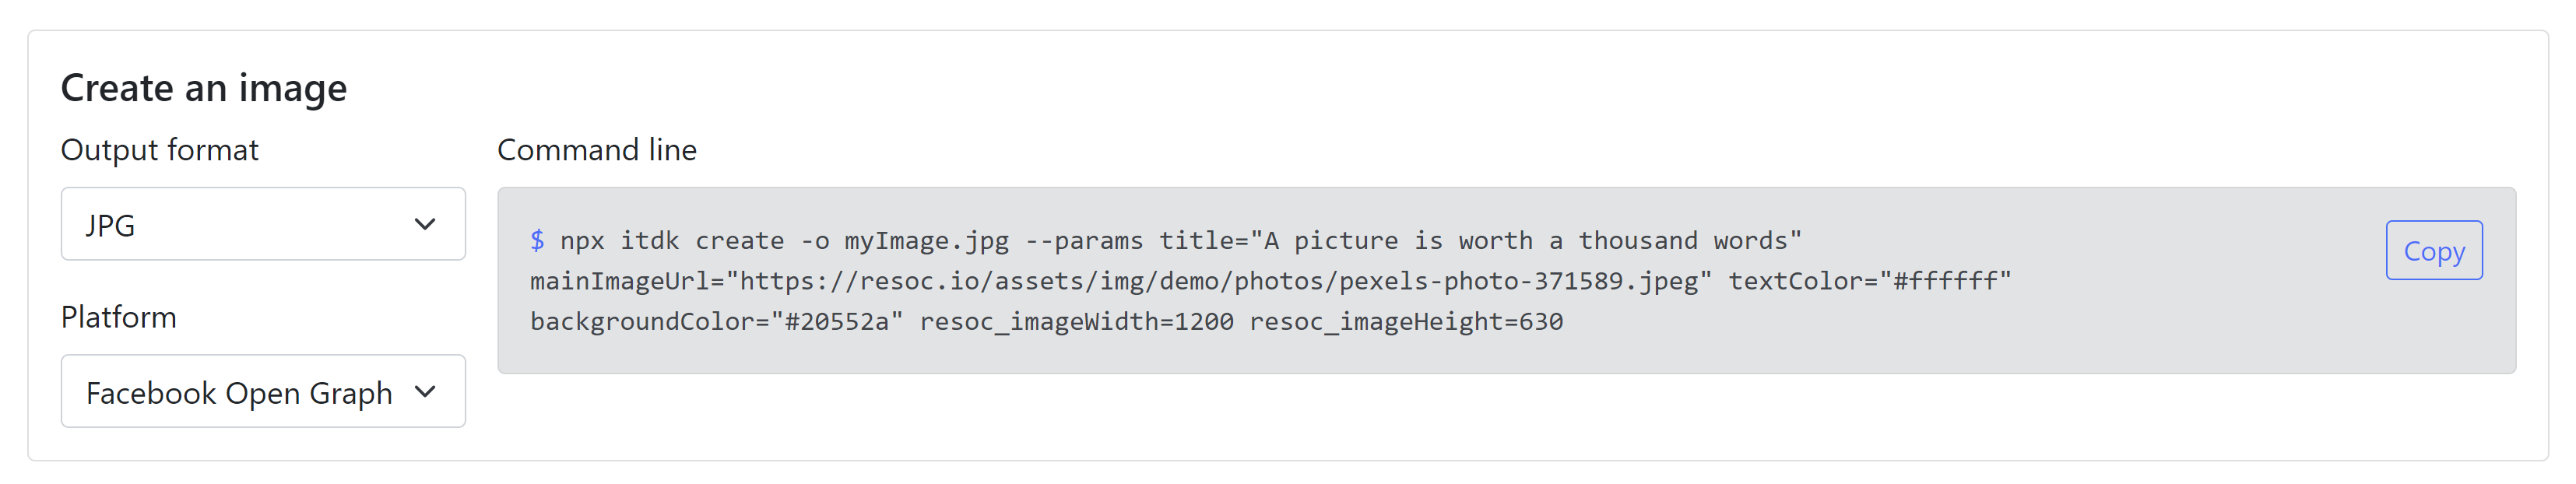 Create an image
Output format
JPG
Platform
Facebook Open Graph
Command line
$ npx itdk create -o myImage.jpg --params title="A picture is worth a thousand words"
mainImageUrl="https://resoc.io/assets/img/demo/photos/pexels-photo-371589.jpeg" textColor="#ffffff"
backgroundColor="#20552a" resoc_imageWidth=1200 resoc_imageHeight=630
Copy